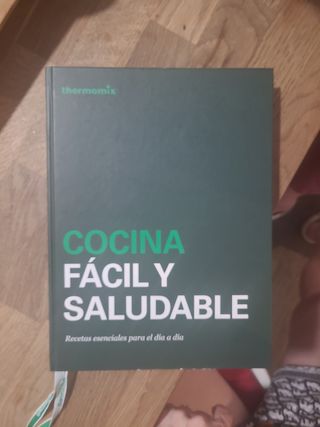 thermomix
COCINA
FÁCIL Y
SALUDABLE
Recetas esenciales para el día a día